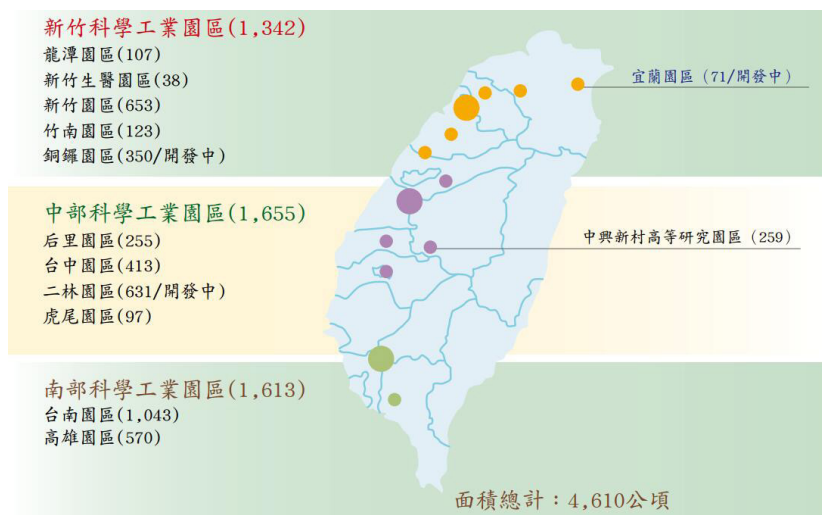 新竹科學工業園區(1,342)
龍潭園區(107)
新竹生醫園區(38)
新竹園區(653)
竹南園區(123)
銅鑼園區(350/開發中)
宜蘭園區 (71/開發中)
中部科學工業園區(1,655)
后里園區(255)
台中園區(413)
二林園區(631/開發中)
虎尾園區(97)
中興新村高等研究園區 (259)
南部科學工業園區(1,613)
台南園區(1,043)
高雄園區(570)
面積總計：4,610公頃